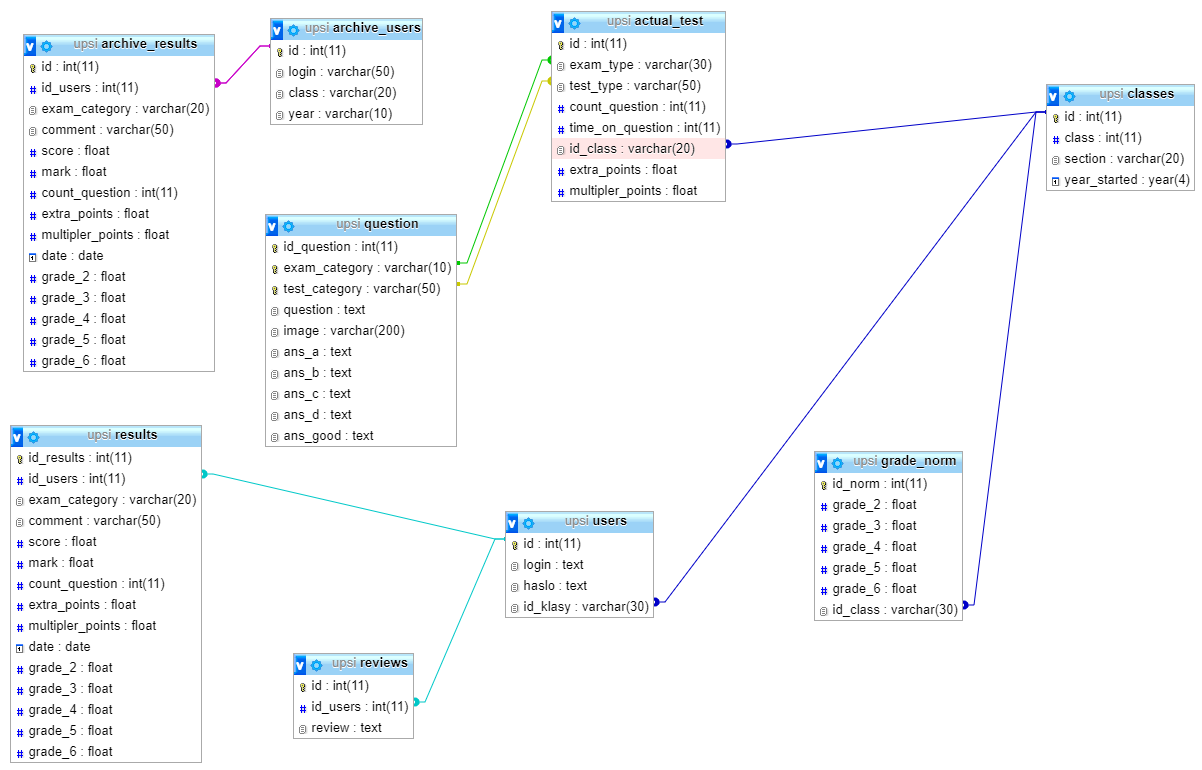 upsi archive_results
id : int(11)
id_users : int(11)
exam_category : varchar(20)
comment : varchar(50)
score : float
mark : float
count_question : int(11)
extra_points : float
multipler_points : float
date : date
grade_2 : float
grade_3 : float
grade_4 : float
grade_5 : float
grade_6 : float
upsi archive_users
id : int(11)
login : varchar(50)
class : varchar(20)
year : varchar(10)
upsi actual_test
id : int(11)
exam_type : varchar(30)
test_type : varchar(50)
count_question : int(11)
time_on_question : int(11)
id_class : varchar(20)
extra_points : float
multipler_points : float
upsi classes
id : int(11)
class : int(11)
section : varchar(20)
year_started : year(4)
upsi question
id_question : int(11)
exam_category : varchar(10)
test_category : varchar(50)
question : text
image : varchar(200)
ans_a : text
ans_b : text
ans_c : text
ans_d : text
ans_good : text
upsi results
id_results : int(11)
id_users : int(11)
exam_category : varchar(20)
comment : varchar(50)
score : float
mark : float
count_question : int(11)
extra_points : float
multipler_points : float
date : date
grade_2 : float
grade_3 : float
grade_4 : float
grade_5 : float
grade_6 : float
upsi users
id : int(11)
login : text
haslo : text
id_klasy : varchar(30)
upsi grade_norm
id_norm : int(11)
grade_2 : float
grade_3 : float
grade_4 : float
grade_5 : float
grade_6 : float
id_class : varchar(30)
upsi reviews
id : int(11)
id_users : int(11)
review : text